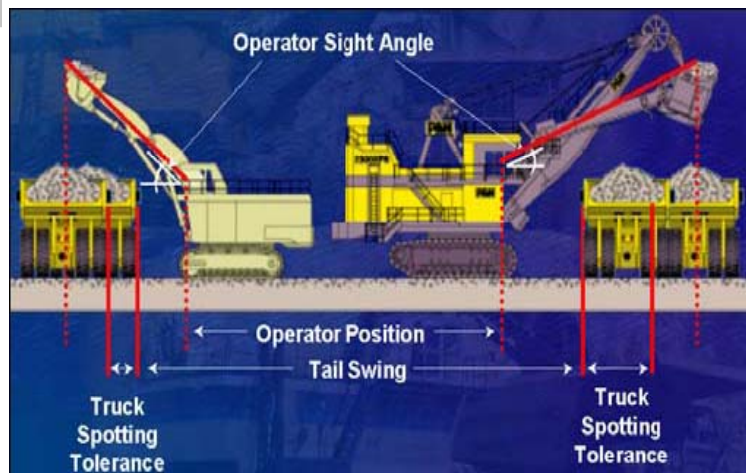 Operator Sight Angle
P&H
P&H
P&H
Operator Position
Tail Swing
Truck
Spotting
Tolerance
Truck
Spotting
Tolerance